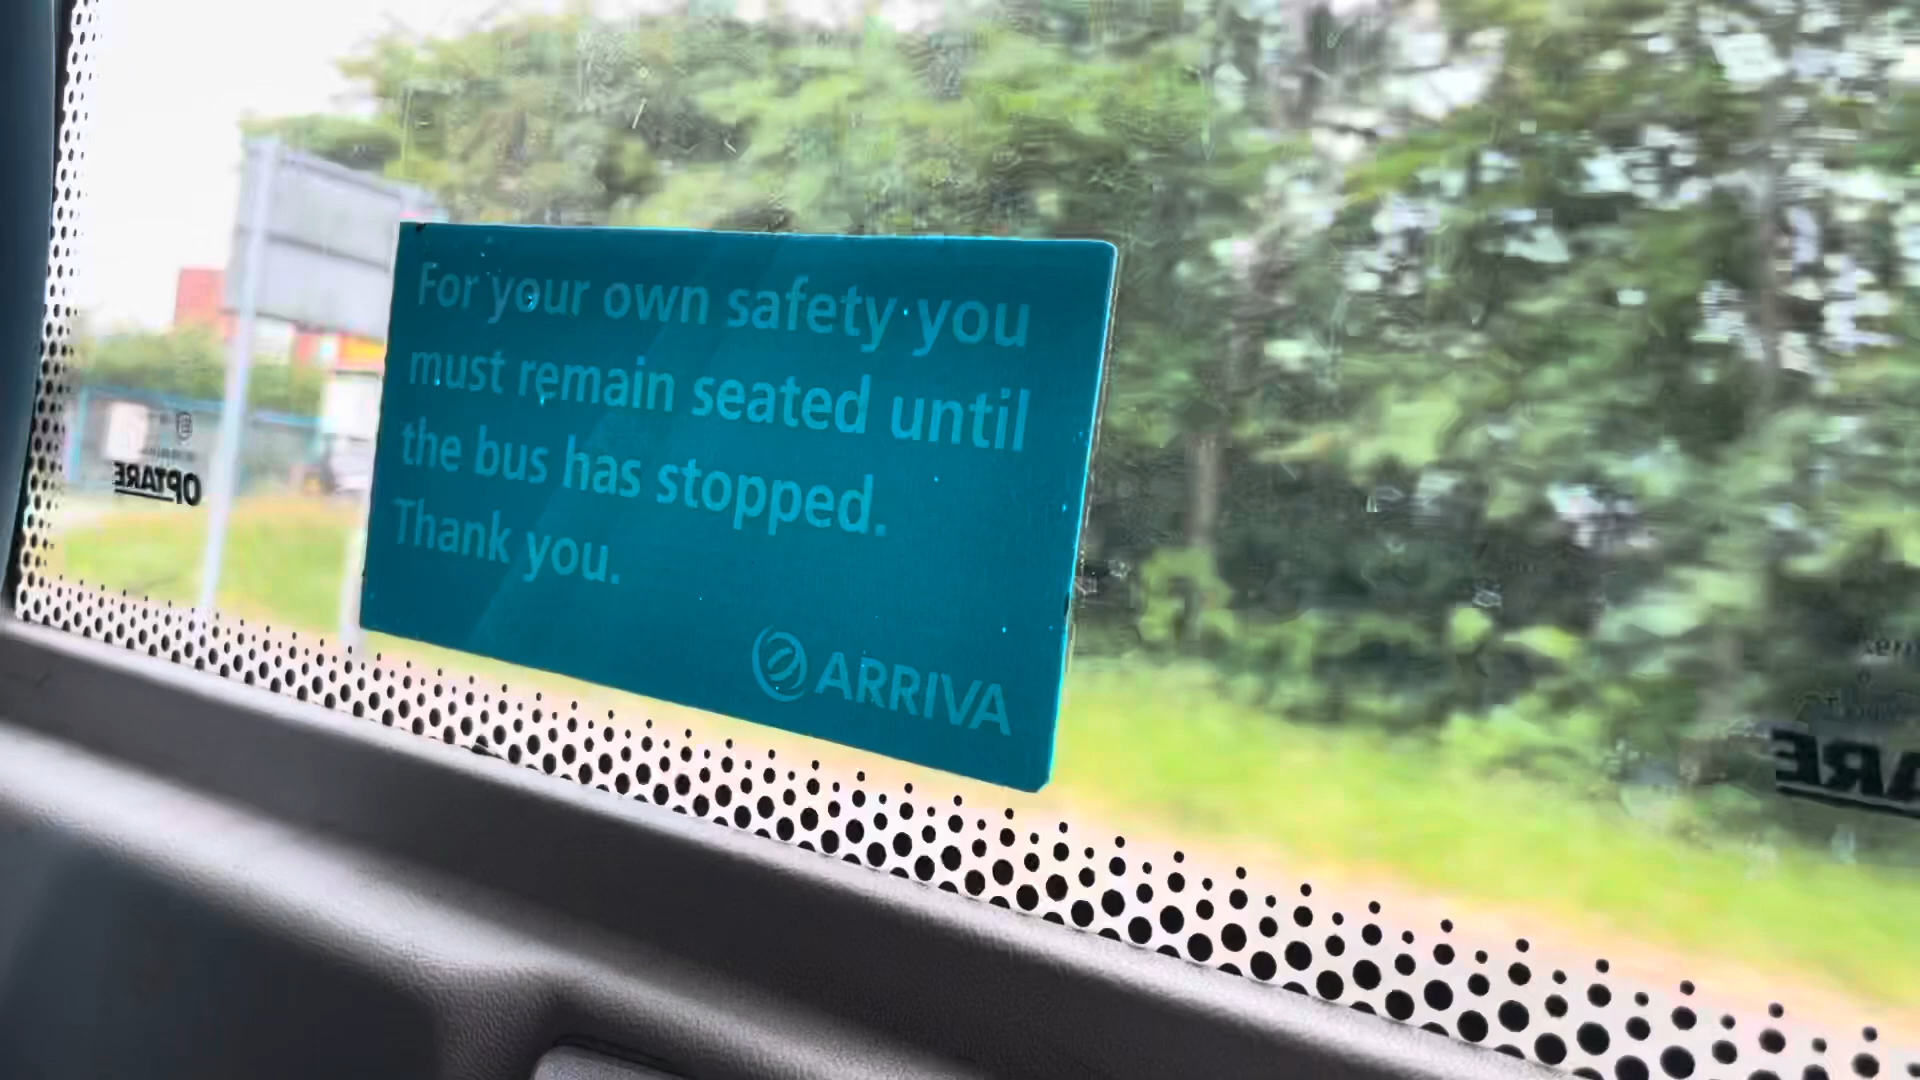 For your own safety you
must remain seated until
the bus has stopped.
Thank you.
ARRIVA
OPTARE